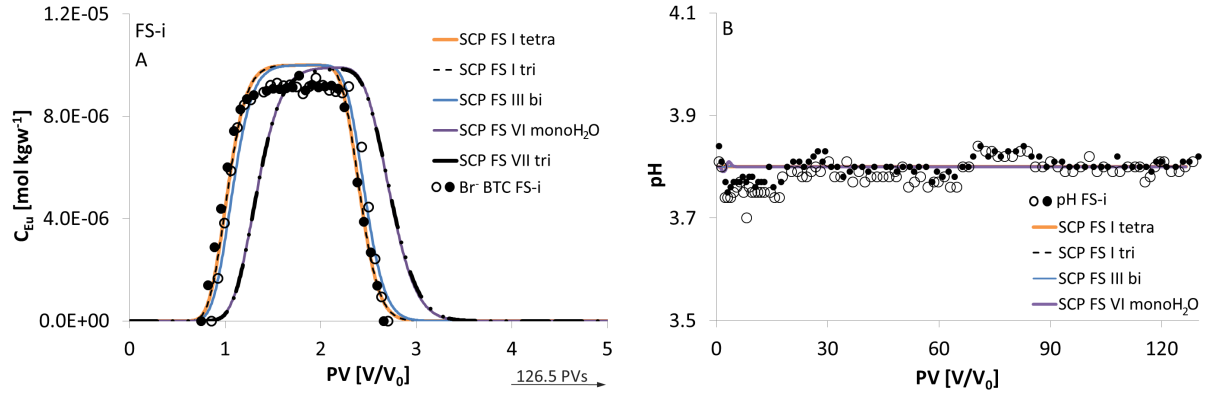 1.2E-05
8.0E-06
4.0E-06
0.0E+00
C_Eu [mol kgw⁻¹]
FS-i
A
SCP FS I tetra
SCP FS I tri
SCP FS III bi
SCP FS VI monoH₂O
SCP FS VII tri
Br⁻ BTC FS-i
0 1 2 3 4 5
PV [V/V₀]
126.5 PVs
4.1
3.9
3.7
3.5
pH
B
pH FS-i
SCP FS I tetra
SCP FS I tri
SCP FS III bi
SCP FS VI monoH₂O
0 30 60 90 120
PV [V/V₀]